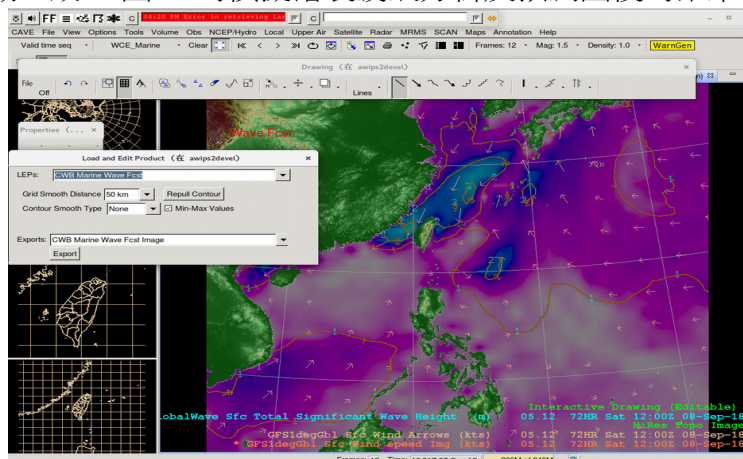 FF
C
04:20 PM Error in retrieving la
C
CAVE File View Options Tools Volume Obs NCEP/Hydro Local Upper Air Satellite Radar MRMS SCAN Maps Annotation Help
Valid time seq WCE_Marine Clear Frames: 12 Mag: 1.5 Density: 1.0 WarnGen
Drawing (在 awips2devel) ×
File
Off
Lines
Properties (... ×
Wave Fcst
Load and Edit Product (在 awips2devel) ×
LEPs: CWB Marine Wave Fcst
Grid Smooth Distance 50 km Repull Contour
Contour Smooth Type None Min-Max Values
Exports: CWB Marine Wave Fcst Image
Export
Interactive Drawing (Editable)
obalWave Sfc Total Significant Wave Height (m) 05.12 72HR Sat 12:00Z 08-Sep-18
HiRes Topo Image
GFS1degGbl Sfc Wind Arrows (kts) 05.12 72HR Sat 12:00Z 08-Sep-18
* GFS1degGbl Sfc Wind Speed Img (kts) 05.12 72HR Sat 12:00Z 08-Sep-18